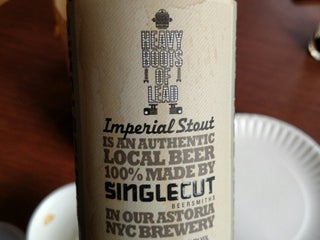 HEAVY
BOOTS
OF
LEAD
Imperial Stout
IS AN AUTHENTIC
LOCAL BEER
100% MADE BY
SINGLECUT
BEERSMITHS
IN OUR ASTORIA
NYC BREWERY